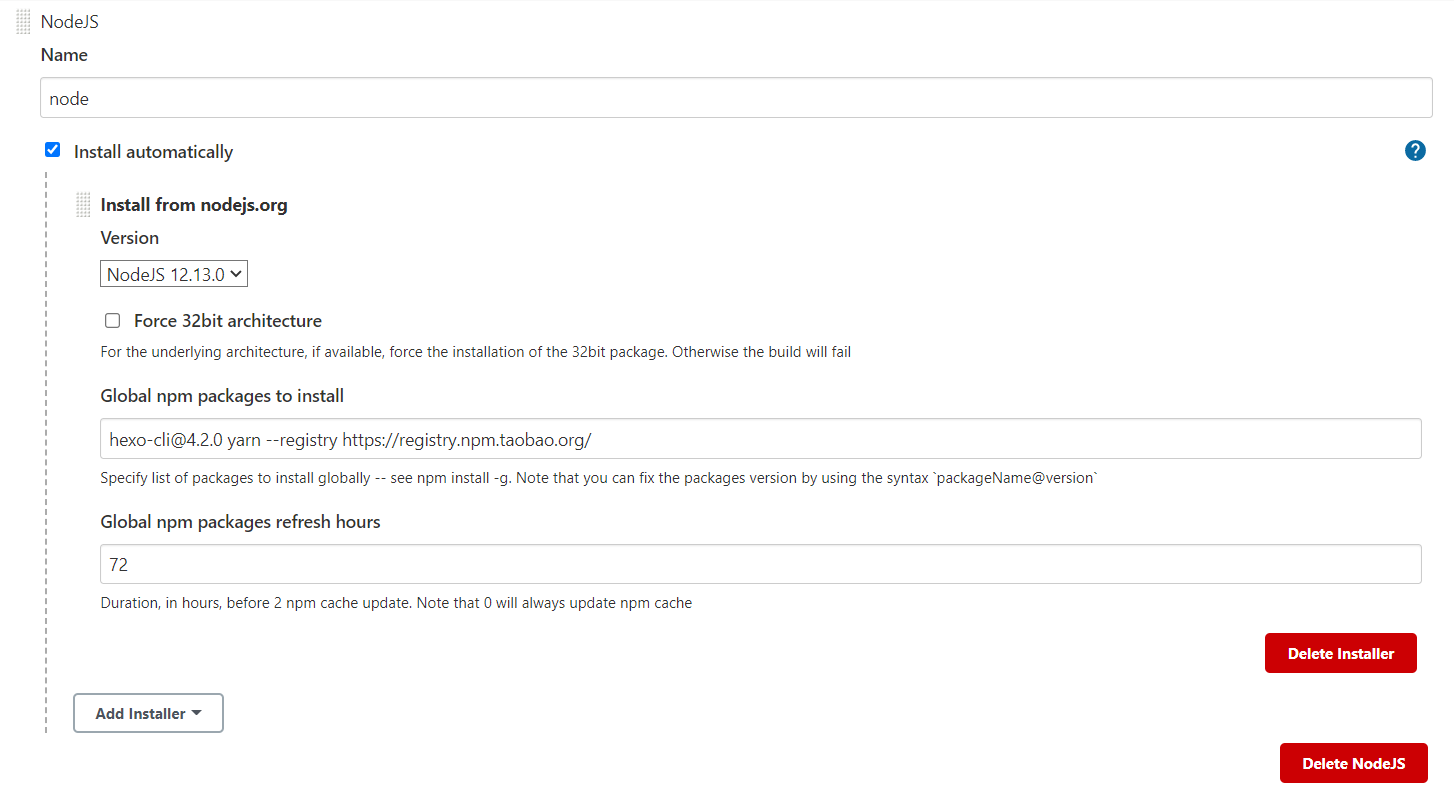 NodeJS
Name
node
Install automatically
?
Install from nodejs.org
Version
NodeJS 12.13.0
Force 32bit architecture
For the underlying architecture, if available, force the installation of the 32bit package. Otherwise the build will fail
Global npm packages to install
hexo-cli@4.2.0 yarn --registry https://registry.npm.taobao.org/
Specify list of packages to install globally -- see npm install -g. Note that you can fix the packages version by using the syntax `packageName@version`
Global npm packages refresh hours
72
Duration, in hours, before 2 npm cache update. Note that 0 will always update npm cache
Delete Installer
Add Installer
Delete NodeJS